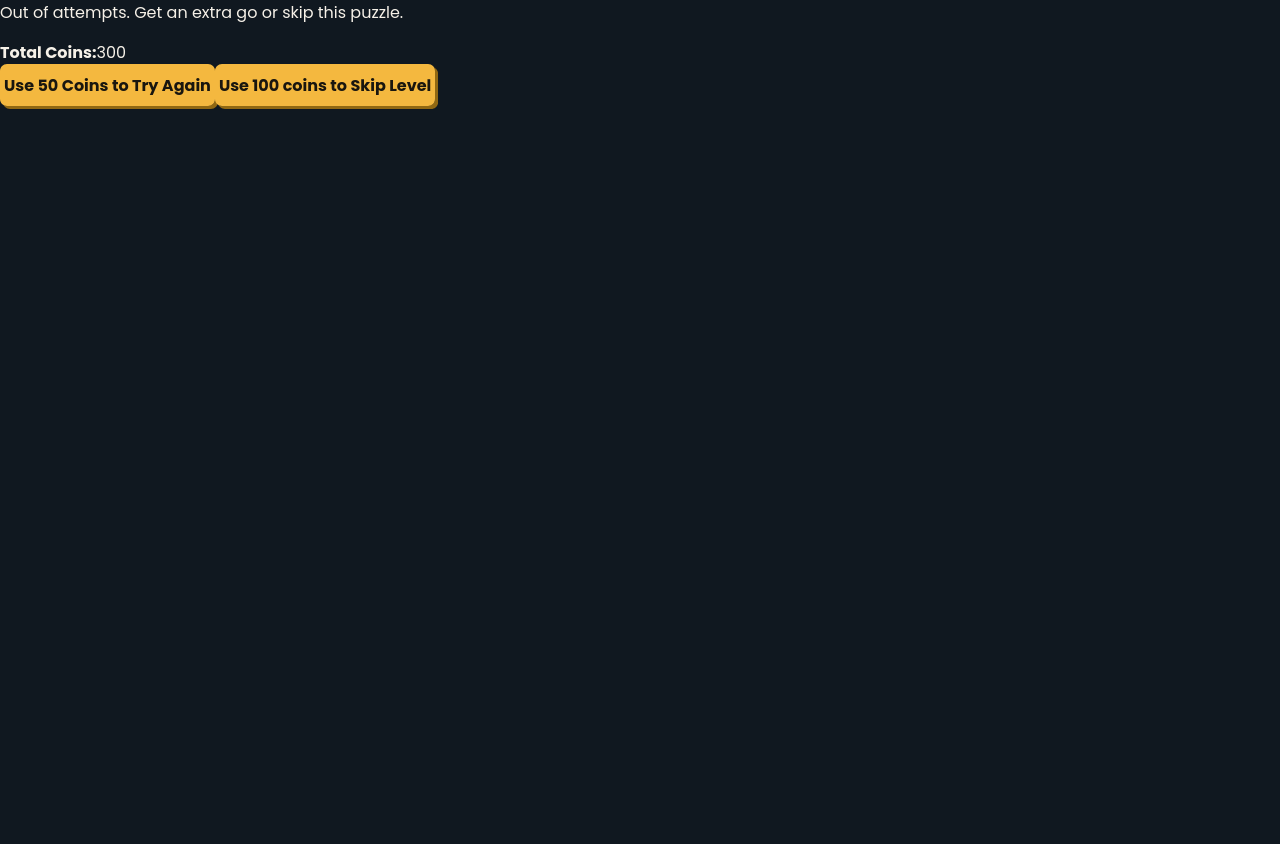 Out of attempts. Get an extra go or skip this puzzle.
Total Coins:300
Use 50 Coins to Try Again Use 100 coins to Skip Level